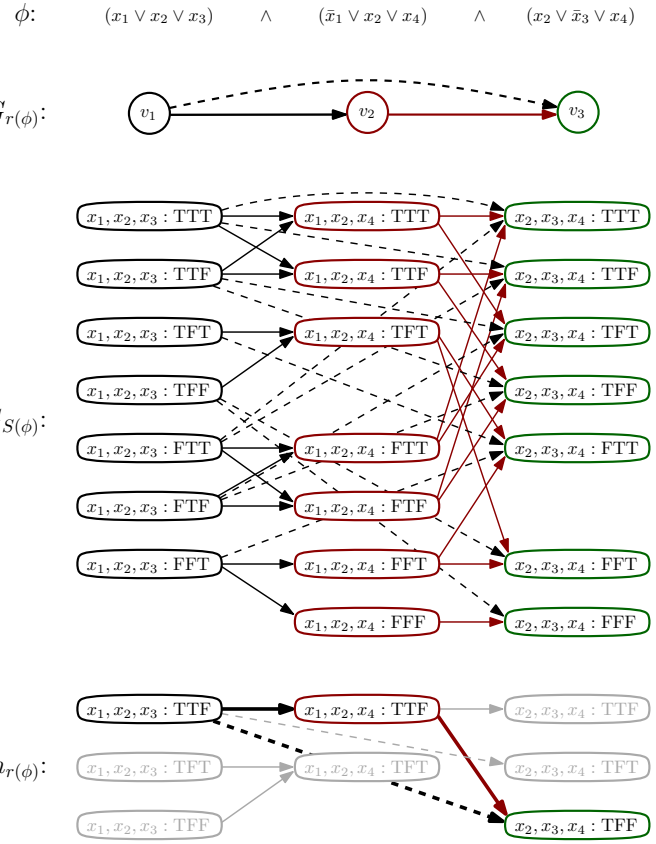 ϕ: (x₁ ∨ x₂ ∨ x₃) ∧ (x̄₁ ∨ x₂ ∨ x₄) ∧ (x₂ ∨ x̄₃ ∨ x₄)
r(ϕ): v₁ v₂ v₃
x₁, x₂, x₃ : TTT x₁, x₂, x₄ : TTT x₂, x₃, x₄ : TTT
x₁, x₂, x₃ : TTF x₁, x₂, x₄ : TTF x₂, x₃, x₄ : TTF
x₁, x₂, x₃ : TFT x₁, x₂, x₄ : TFT x₂, x₃, x₄ : TFT
x₁, x₂, x₃ : TFF x₂, x₃, x₄ : TFF
S(ϕ):
x₁, x₂, x₃ : FTT x₁, x₂, x₄ : FTT x₂, x₃, x₄ : FTT
x₁, x₂, x₃ : FTF x₁, x₂, x₄ : FTF
x₁, x₂, x₃ : FFT x₁, x₂, x₄ : FFT x₂, x₃, x₄ : FFT
x₁, x₂, x₄ : FFF x₂, x₃, x₄ : FFF
x₁, x₂, x₃ : TTF x₁, x₂, x₄ : TTF x₂, x₃, x₄ : TTF
r(ϕ): x₁, x₂, x₃ : TFT x₁, x₂, x₄ : TFT x₂, x₃, x₄ : TFT
x₁, x₂, x₃ : TFF x₂, x₃, x₄ : TFF